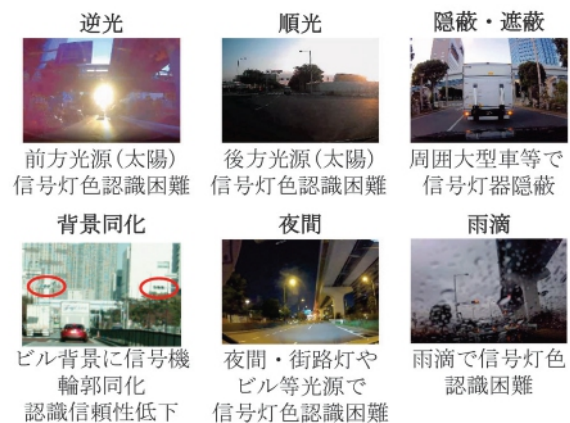 逆光
順光
隠蔽・遮蔽
前方光源(太陽)
信号灯色認識困難
後方光源(太陽)
信号灯色認識困難
周囲大型車等で
信号灯器隠蔽
背景同化
夜間
雨滴
ビル背景に信号機
輪郭同化
認識信頼性低下
夜間・街路灯や
ビル等光源で
信号灯色認識困難
雨滴で信号灯色
認識困難